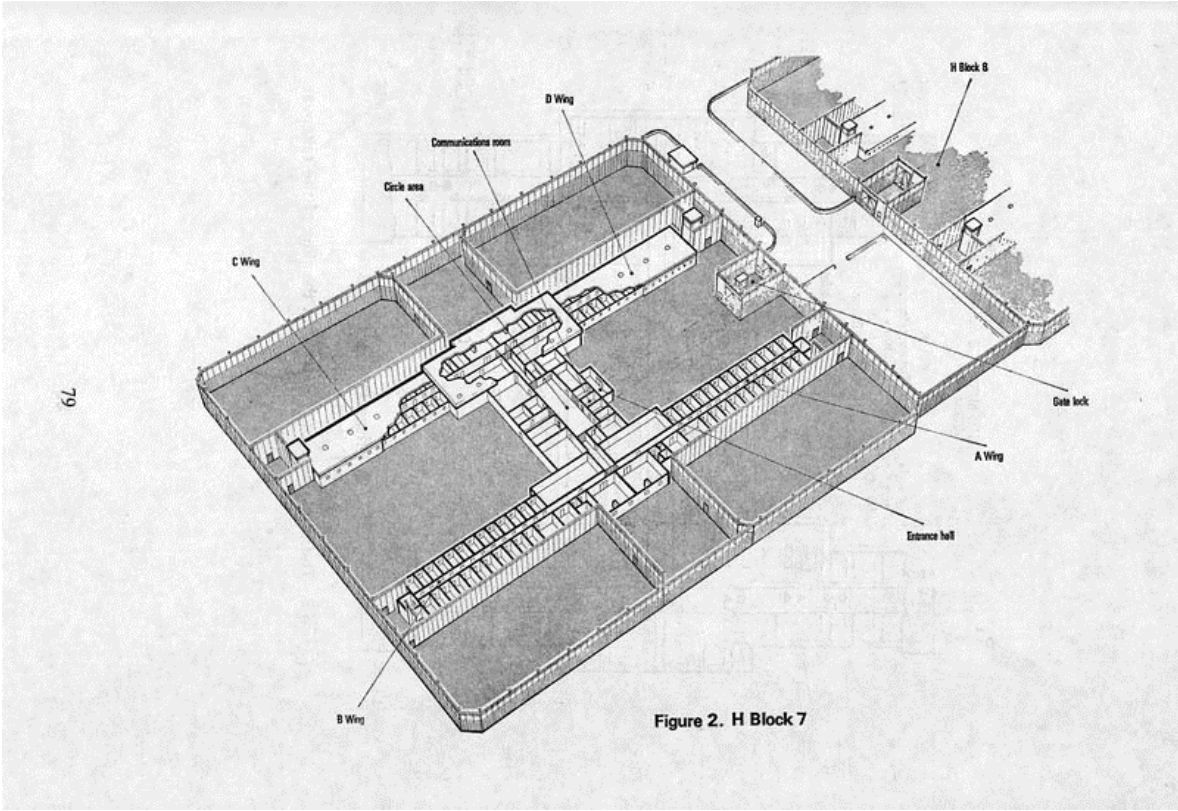 H Block 8
D Wing
Communications room
Circle area
C Wing
79
Gate lock
A Wing
Entrance hall
B Wing
Figure 2. H Block 7